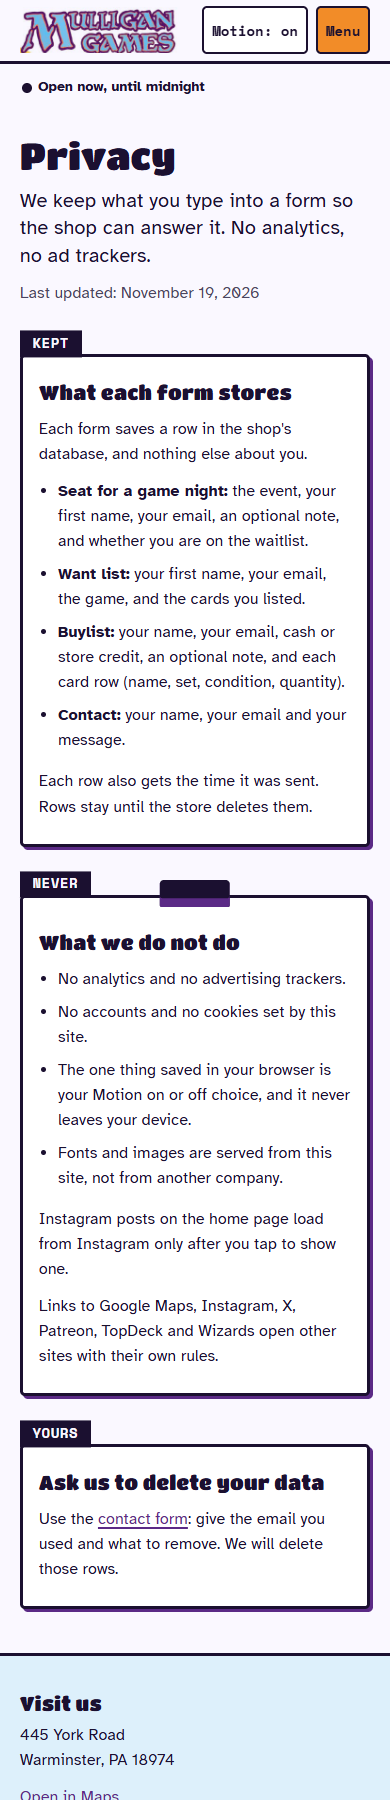 MULLIGAN
GAMES
Motion: on
Menu
Open now, until midnight
Privacy
We keep what you type into a form so
the shop can answer it. No analytics,
no ad trackers.
Last updated: November 19, 2026
KEPT
What each form stores
Each form saves a row in the shop's
database, and nothing else about you.
• Seat for a game night: the event, your
first name, your email, an optional note,
and whether you are on the waitlist.
• Want list: your first name, your email,
the game, and the cards you listed.
• Buylist: your name, your email, cash or
store credit, an optional note, and each
card row (name, set, condition, quantity).
• Contact: your name, your email and your
message.
Each row also gets the time it was sent.
Rows stay until the store deletes them.
NEVER
What we do not do
• No analytics and no advertising trackers.
• No accounts and no cookies set by this
site.
• The one thing saved in your browser is
your Motion on or off choice, and it never
leaves your device.
• Fonts and images are served from this
site, not from another company.
Instagram posts on the home page load
from Instagram only after you tap to show
one.
Links to Google Maps, Instagram, X,
Patreon, TopDeck and Wizards open other
sites with their own rules.
YOURS
Ask us to delete your data
Use the contact form: give the email you
used and what to remove. We will delete
those rows.
Visit us
445 York Road
Warminster, PA 18974
Open in Maps